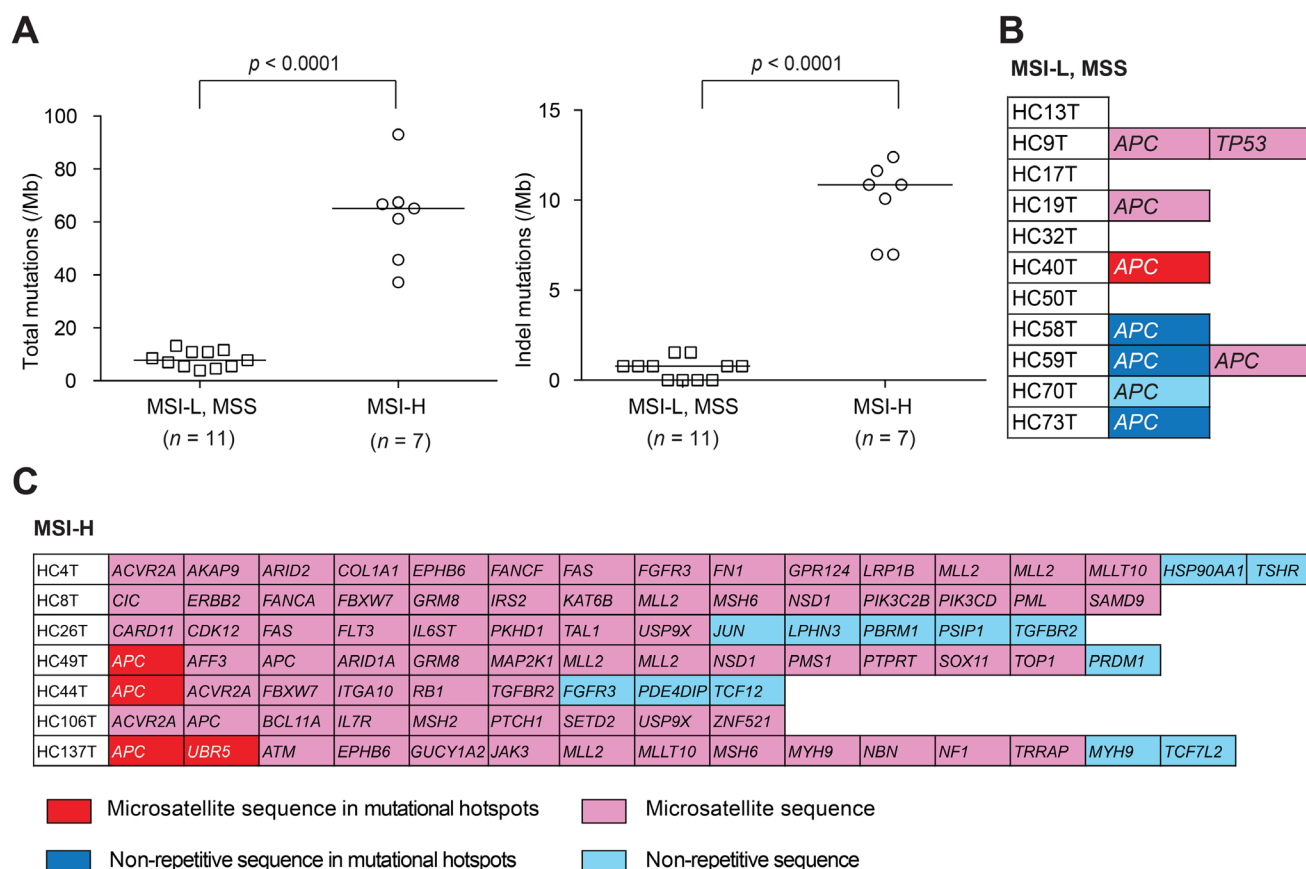 A
p < 0.0001
Total mutations (/Mb)
100
80
60
40
20
0
MSI-L, MSS
(n = 11)
MSI-H
(n = 7)
p < 0.0001
Indel mutations (/Mb)
15
10
5
0
MSI-L, MSS
(n = 11)
MSI-H
(n = 7)
B
MSI-L, MSS
HC13T
HC9T APC TP53
HC17T
HC19T APC
HC32T
HC40T APC
HC50T
HC58T APC
HC59T APC APC
HC70T APC
HC73T APC
C
MSI-H
HC4T ACVR2A AKAP9 ARID2 COL1A1 EPHB6 FANCF FAS FGFR3 FN1 GPR124 LRP1B MLL2 MLL2 MLLT10 HSP90AA1 TSHR
HC8T CIC ERBB2 FANCA FBXW7 GRM8 IRS2 KAT6B MLL2 MSH6 NSD1 PIK3C2B PIK3CD PML SAMD9
HC26T CARD11 CDK12 FAS FLT3 IL6ST PKHD1 TAL1 USP9X JUN LPHN3 PBRM1 PSIP1 TGFBR2
HC49T APC AFF3 APC ARID1A GRM8 MAP2K1 MLL2 MLL2 NSD1 PMS1 PTPRT SOX11 TOP1 PRDM1
HC44T APC ACVR2A FBXW7 ITGA10 RB1 TGFBR2 FGFR3 PDE4DIP TCF12
HC106T ACVR2A APC BCL11A IL7R MSH2 PTCH1 SETD2 USP9X ZNF521
HC137T APC UBR5 ATM EPHB6 GUCY1A2 JAK3 MLL2 MLLT10 MSH6 MYH9 NBN NF1 TRRAP MYH9 TCF7L2
Microsatellite sequence in mutational hotspots
Microsatellite sequence
Non-repetitive sequence in mutational hotspots
Non-repetitive sequence